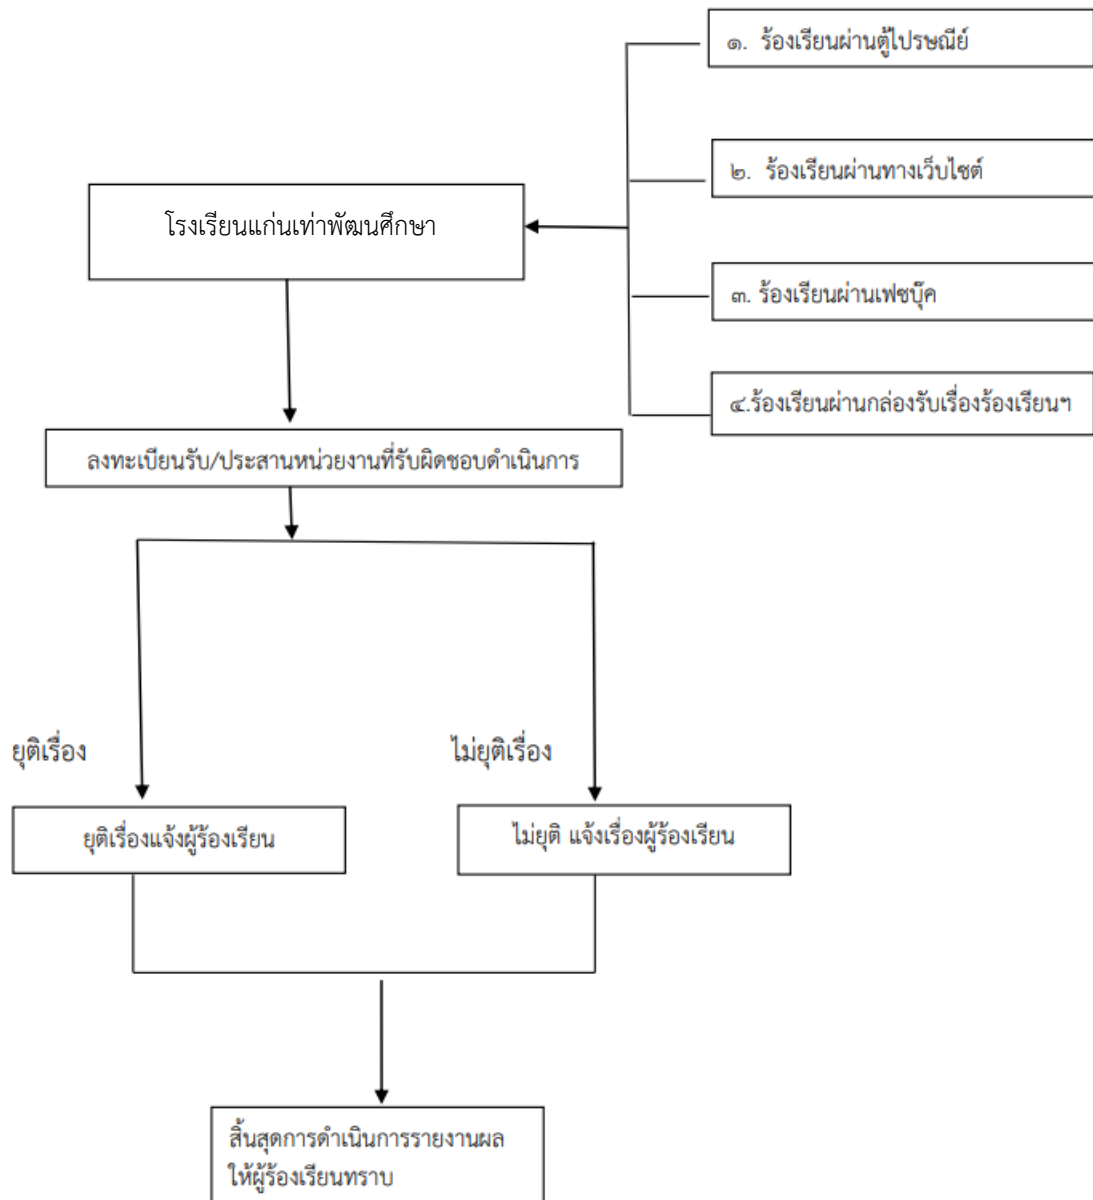 ๑. ร้องเรียนผ่านตู้ไปรษณีย์
๒. ร้องเรียนผ่านทางเว็บไซต์
โรงเรียนแก่นเท่าพัฒนศึกษา
๓. ร้องเรียนผ่านเฟซบุ๊ค
๔.ร้องเรียนผ่านกล่องรับเรื่องร้องเรียนฯ
ลงทะเบียนรับ/ประสานหน่วยงานที่รับผิดชอบดำเนินการ
ยุติเรื่อง
ไม่ยุติเรื่อง
ยุติเรื่องแจ้งผู้ร้องเรียน
ไม่ยุติ แจ้งเรื่องผู้ร้องเรียน
สิ้นสุดการดำเนินการรายงานผล
ให้ผู้ร้องเรียนทราบ